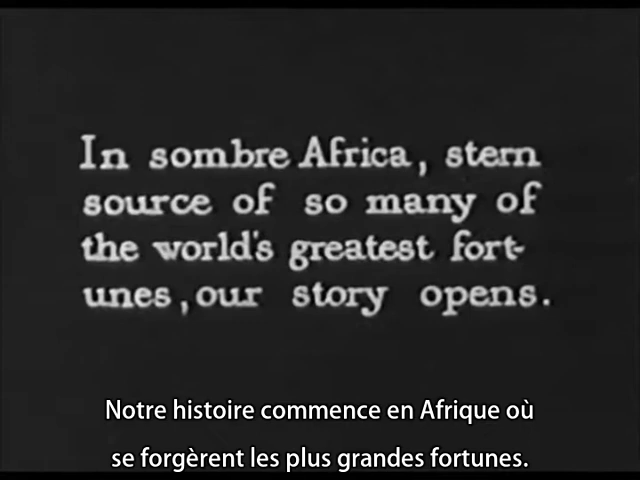 In sombre Africa, stern
source of so many of
the world's greatest fort-
unes, our story opens.
Notre histoire commence en Afrique où
se forgèrent les plus grandes fortunes.